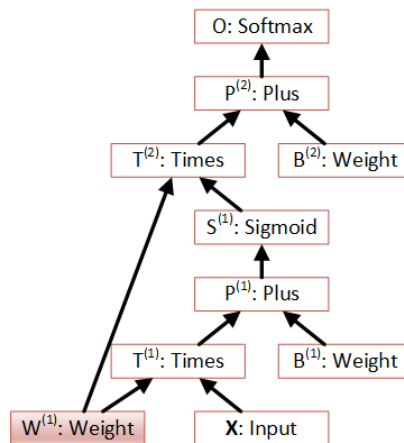 O: Softmax
P⁽²⁾: Plus
T⁽²⁾: Times
B⁽²⁾: Weight
S⁽¹⁾: Sigmoid
P⁽¹⁾: Plus
T⁽¹⁾: Times
B⁽¹⁾: Weight
W⁽¹⁾: Weight
X: Input